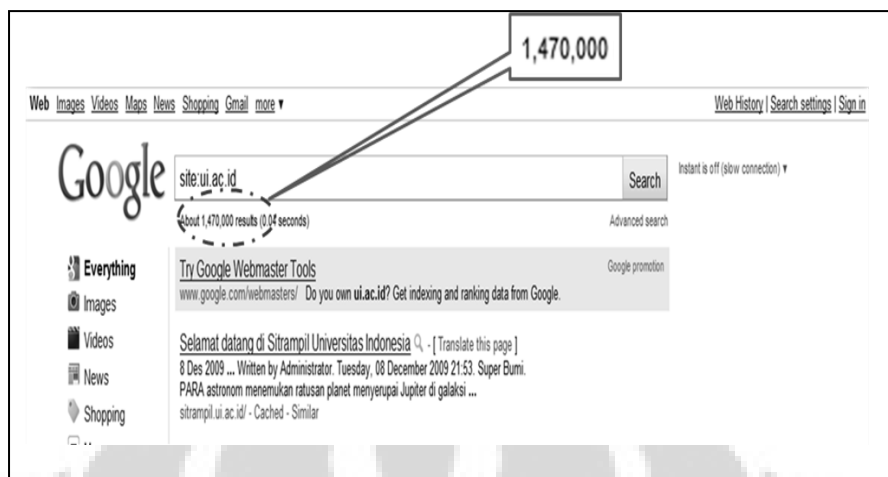 1,470,000
Web Images Videos Maps News Shopping Gmail more ▼ Web History | Search settings | Sign in
Google site:ui.ac.id Search Instant is off (slow connection) ▼
About 1,470,000 results (0.04 seconds) Advanced search
Everything
Images
Videos
News
Shopping
Try Google Webmaster Tools Google promotion
www.google.com/webmasters/ Do you own ui.ac.id? Get indexing and ranking data from Google.
Selamat datang di Sitrampil Universitas Indonesia - [ Translate this page ]
8 Des 2009 ... Written by Administrator. Tuesday, 08 December 2009 21:53. Super Bumi.
PARA astronom menemukan ratusan planet menyerupai Jupiter di galaksi ...
sitrampil.ui.ac.id/ - Cached - Similar